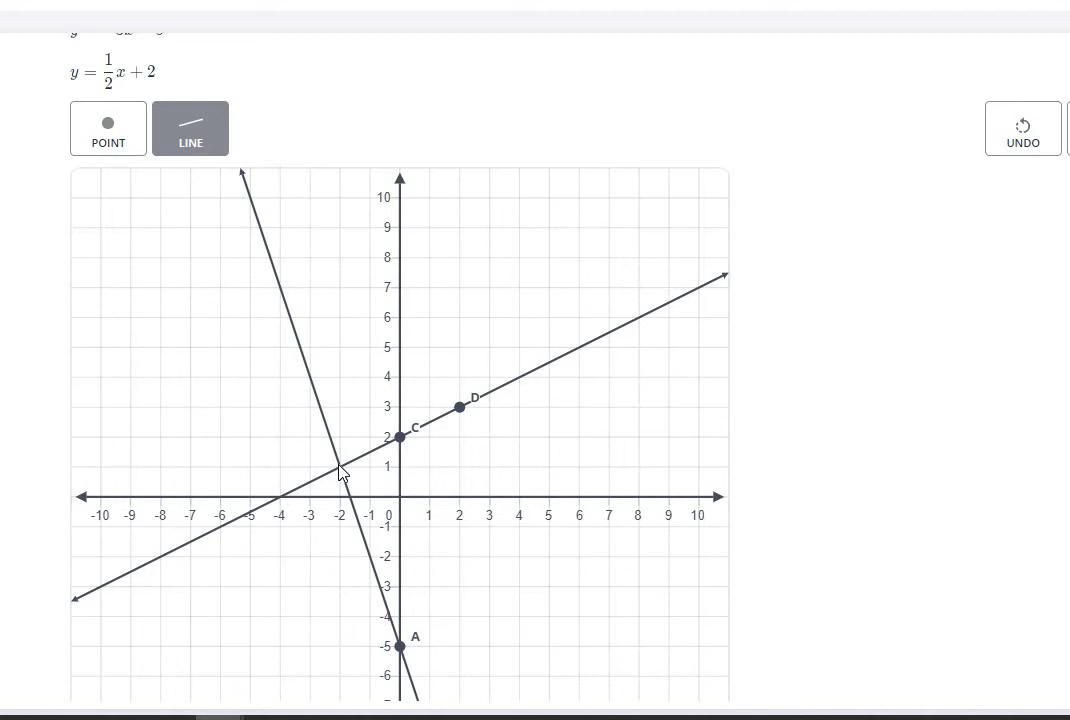 y = 1/2 x + 2
POINT LINE UNDO
10
9
8
7
6
5
4
3 D
2 C
1
-10 -9 -8 -7 -6 -5 -4 -3 -2 -1 0 1 2 3 4 5 6 7 8 9 10
-1
-2
-3
-4
-5 A
-6